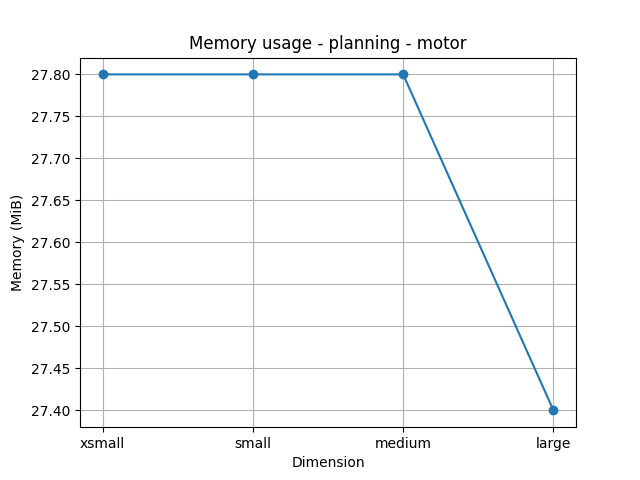 Memory usage - planning - motor
Memory (MiB)
27.80
27.75
27.70
27.65
27.60
27.55
27.50
27.45
27.40
xsmall small medium large
Dimension